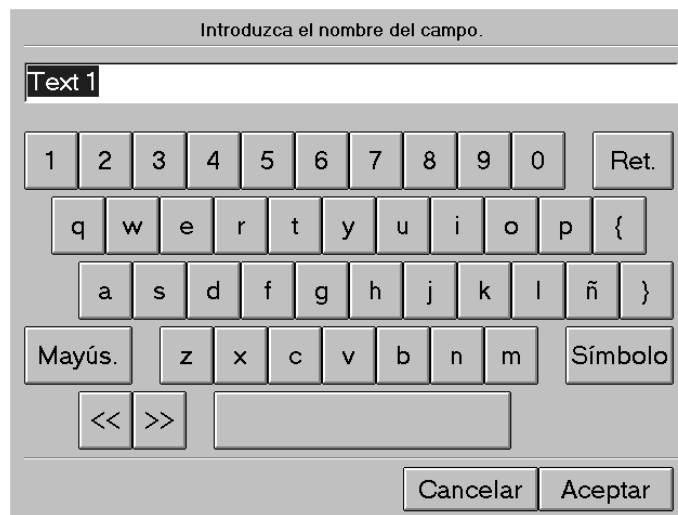 Introduzca el nombre del campo.
Text 1
1 2 3 4 5 6 7 8 9 0 Ret.
q w e r t y u i o p {
a s d f g h j k l ñ }
Mayús. z x c v b n m Símbolo
<< >>
Cancelar Aceptar